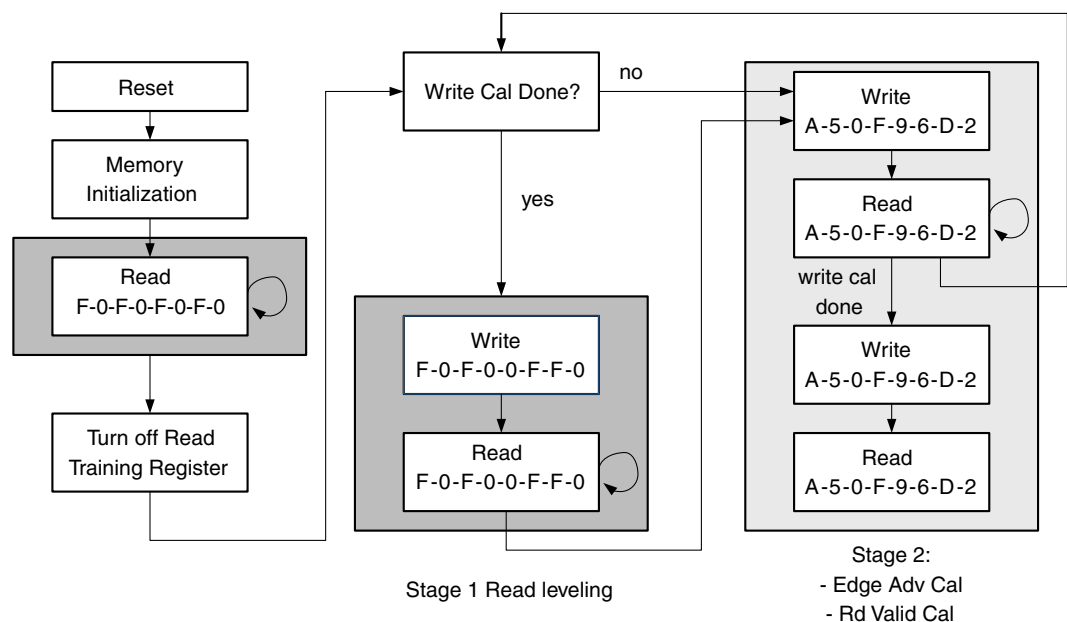 Reset
Memory
Initialization
Read
F-0-F-0-F-0-F-0
Turn off Read
Training Register
Write Cal Done?
no
yes
Write
F-0-F-0-0-F-F-0
Read
F-0-F-0-0-F-F-0
Stage 1 Read leveling
Write
A-5-0-F-9-6-D-2
Read
A-5-0-F-9-6-D-2
write cal
done
Write
A-5-0-F-9-6-D-2
Read
A-5-0-F-9-6-D-2
Stage 2:
- Edge Adv Cal
- Rd Valid Cal